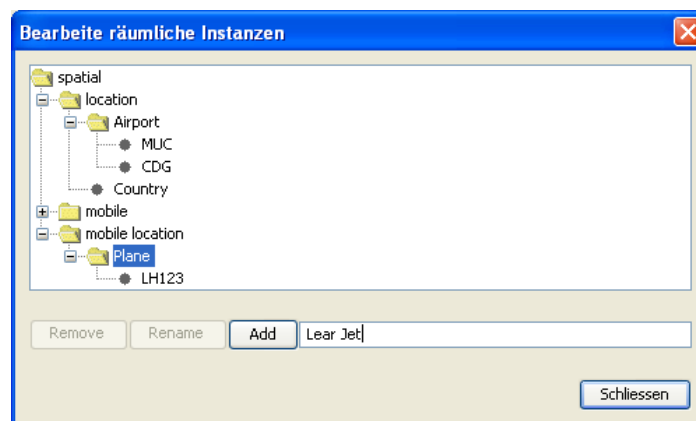 Bearbeite räumliche Instanzen
spatial
location
Airport
MUC
CDG
Country
mobile
mobile location
Plane
LH123
Remove Rename Add Lear Jet
Schliessen